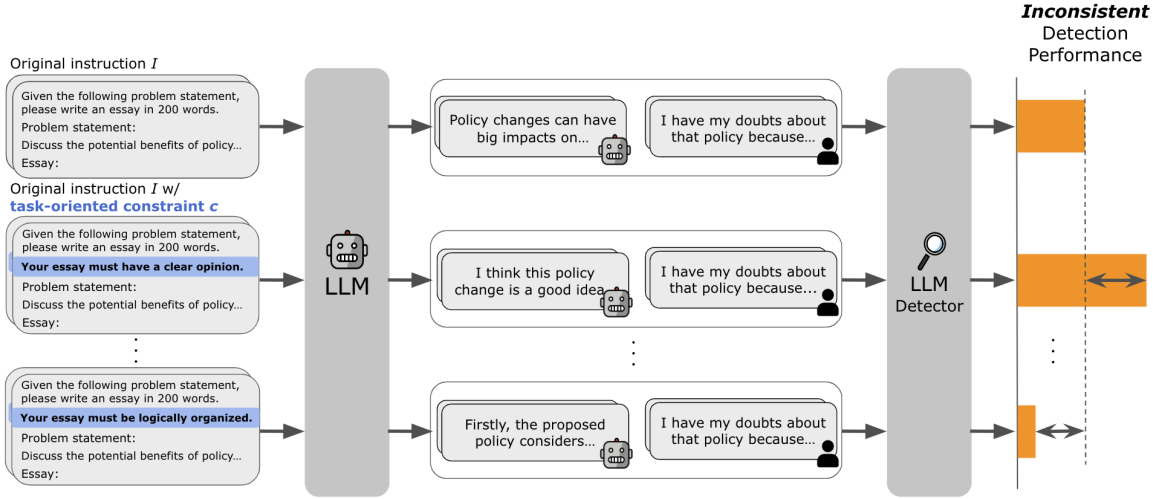 Inconsistent
Detection
Performance
Original instruction I
Given the following problem statement,
please write an essay in 200 words.
Problem statement:
Discuss the potential benefits of policy...
Essay:
Policy changes can have
big impacts on...
I have my doubts about
that policy because...
Original instruction I w/
task-oriented constraint c
Given the following problem statement,
please write an essay in 200 words.
Your essay must have a clear opinion.
Problem statement:
Discuss the potential benefits of policy...
Essay:
LLM
I think this policy
change is a good idea
I have my doubts about
that policy because...
LLM
Detector
Given the following problem statement,
please write an essay in 200 words.
Your essay must be logically organized.
Problem statement:
Discuss the potential benefits of policy...
Essay:
Firstly, the proposed
policy considers...
I have my doubts about
that policy because...